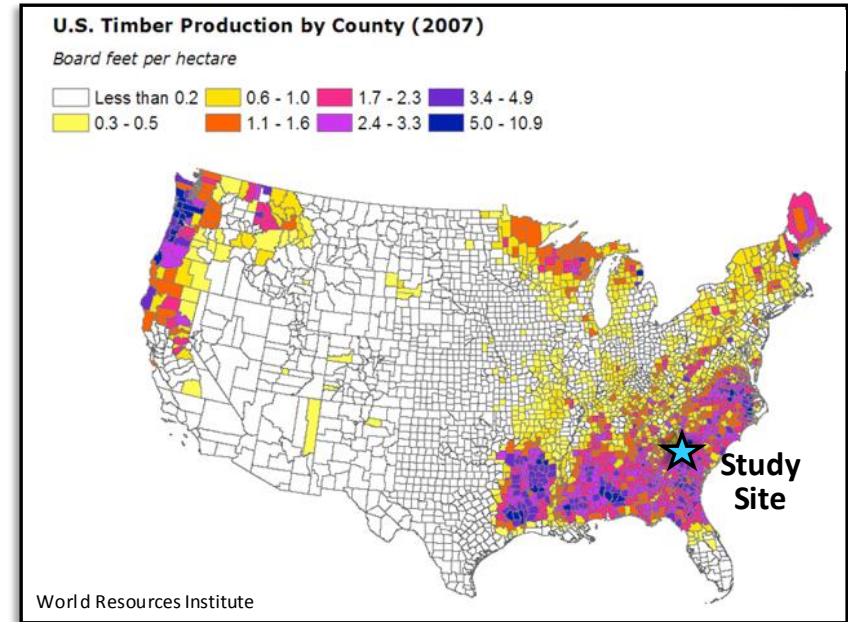 U.S. Timber Production by County (2007)
Board feet per hectare
Less than 0.2 0.6 - 1.0 1.7 - 2.3 3.4 - 4.9
0.3 - 0.5 1.1 - 1.6 2.4 - 3.3 5.0 - 10.9
Study
Site
World Resources Institute